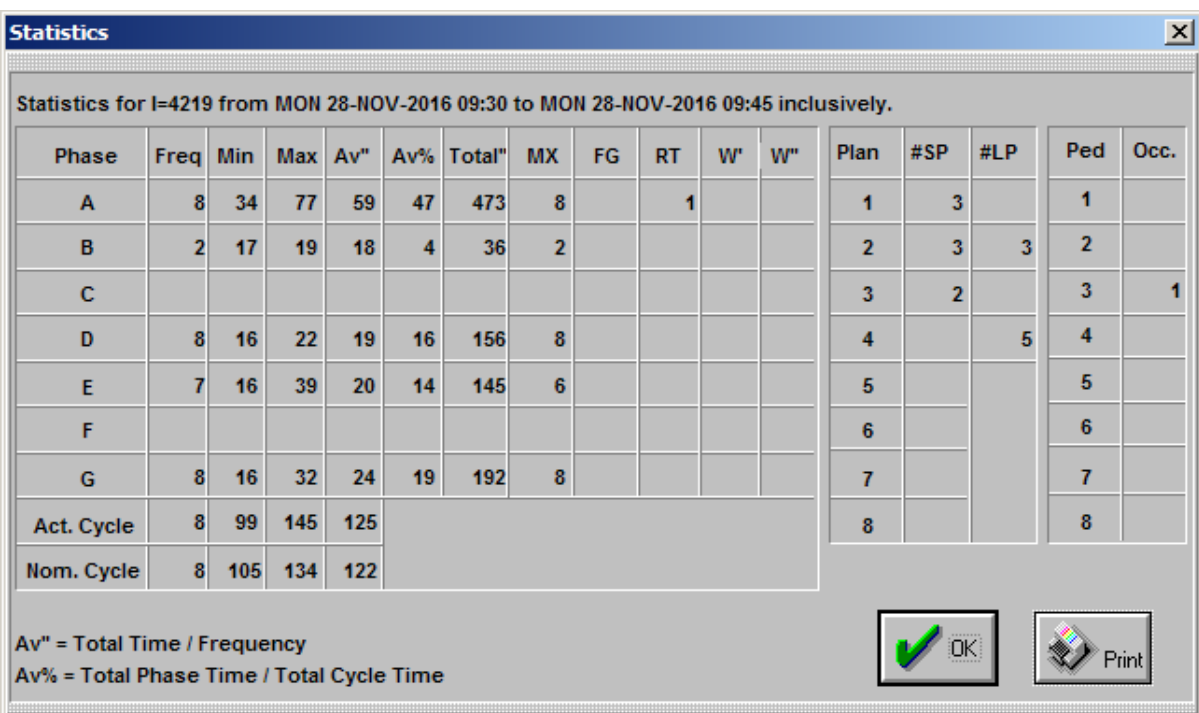 Statistics
Statistics for I=4219 from MON 28-NOV-2016 09:30 to MON 28-NOV-2016 09:45 inclusively.
Phase Freq Min Max Av" Av% Total" MX FG RT W' W" Plan #SP #LP Ped Occ.
A 8 34 77 59 47 473 8 1 1 3 1
B 2 17 19 18 4 36 2 2 3 3 2
C 3 2 3 1
D 8 16 22 19 16 156 8 4 5 4
E 7 16 39 20 14 145 6 5 5
F 6 6
G 8 16 32 24 19 192 8 7 7
Act. Cycle 8 99 145 125 8 8
Nom. Cycle 8 105 134 122
Av" = Total Time / Frequency
Av% = Total Phase Time / Total Cycle Time
OK
Print